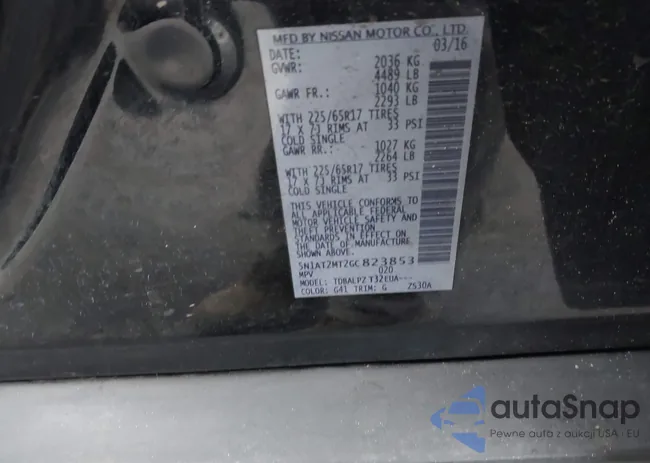 MFD BY NISSAN MOTOR CO., LTD.
DATE: 03/16
GVWR: 2036 KG
4489 LB
GAWR FR.: 1040 KG
2293 LB
WITH 225/65R17 TIRES
17 X 7J RIMS AT 33 PSI
COLD SINGLE
GAWR RR.: 1027 KG
2264 LB
WITH 225/65R17 TIRES
17 X 7J RIMS AT 33 PSI
COLD SINGLE
THIS VEHICLE CONFORMS TO
ALL APPLICABLE FEDERAL
MOTOR VEHICLE SAFETY AND
THEFT PREVENTION
STANDARDS IN EFFECT ON
THE DATE OF MANUFACTURE
SHOWN ABOVE.
5N1AT2MT2GC823853
MPV 020
MODEL: TDBALPZ T32EUA---
COLOR: G41 TRIM: G ZS30A
autaSnap
Pewne auta z aukcji USA i EU